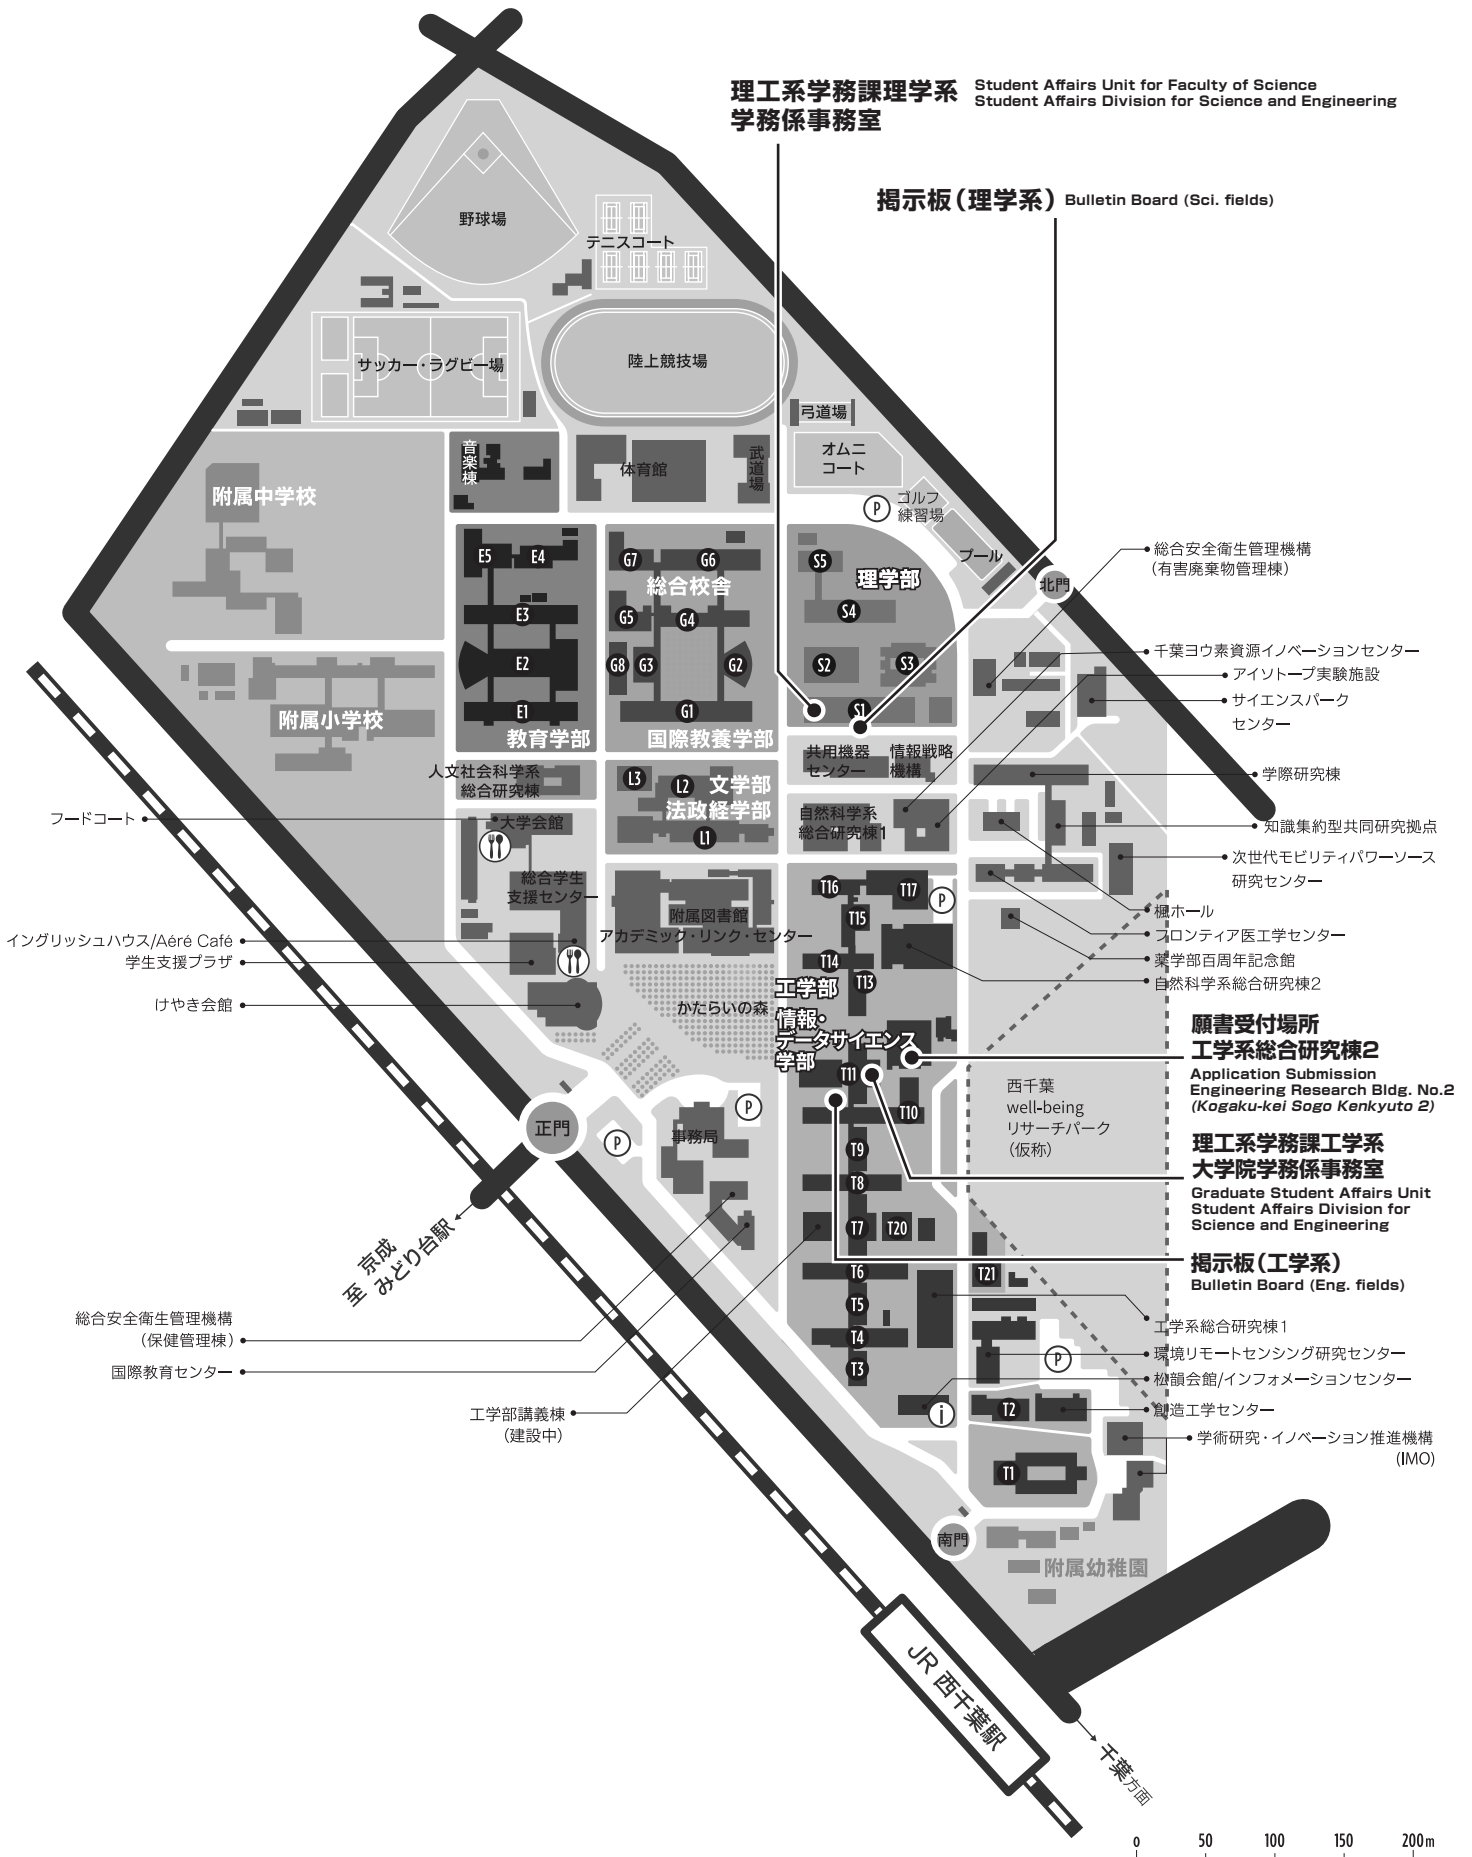 理工系学務課理学系
学務係事務室
Student Affairs Unit for Faculty of Science
Student Affairs Division for Science and Engineering
掲示板(理学系)
Bulletin Board (Sci. fields)
野球場
テニスコート
サッカー・ラグビー場
陸上競技場
弓道場
オムニ
コート
音楽棟
体育館
武道場
附属中学校
P
ゴルフ
練習場
プール
北門
E5
E4
E3
E2
E1
教育学部
G7
G6
総合校舎
G5
G4
G8
G3
G2
G1
国際教養学部
S5
理学部
S4
S2
S3
S1
総合安全衛生管理機構
(有害廃棄物管理棟)
千葉ヨウ素資源イノベーションセンター
アイソトープ実験施設
サイエンスパーク
センター
附属小学校
人文社会科学系
総合研究棟
L3
L2
文学部
法政経学部
L1
共用機器
センター
情報戦略
機構
自然科学系
総合研究棟1
学際研究棟
知識集約型共同研究拠点
次世代モビリティパワーソース
研究センター
フードコート
大学会館
総合学生
支援センター
附属図書館
アカデミック・リンク・センター
T16
T17
P
T15
T14
T13
楓ホール
フロンティア医工学センター
薬学部百周年記念館
自然科学系総合研究棟2
イングリッシュハウス/Aéré Café
学生支援プラザ
けやき会館
かたらいの森
工学部
情報・
データサイエンス
学部
T11
T10
願書受付場所
工学系総合研究棟2
Application Submission
Engineering Research Bldg. No.2
(Kogaku-kei Sogo Kenkyuto 2)
西千葉
well-being
リサーチパーク
(仮称)
正門
P
P
事務局
T9
T8
T7
T20
理工系学務課工学系
大学院学務係事務室
Graduate Student Affairs Unit
Student Affairs Division for
Science and Engineering
掲示板(工学系)
Bulletin Board (Eng. fields)
至 京成
みどり台駅
T6
T21
T5
T4
T3
総合安全衛生管理機構
(保健管理棟)
国際教育センター
工学部講義棟
(建設中)
工学系総合研究棟1
環境リモートセンシング研究センター
P
松韻会館/インフォメーションセンター
i
T2
創造工学センター
学術研究・イノベーション推進機構
(IMO)
T1
南門
附属幼稚園
JR 西千葉駅
千葉方面
0 50 100 150 200m